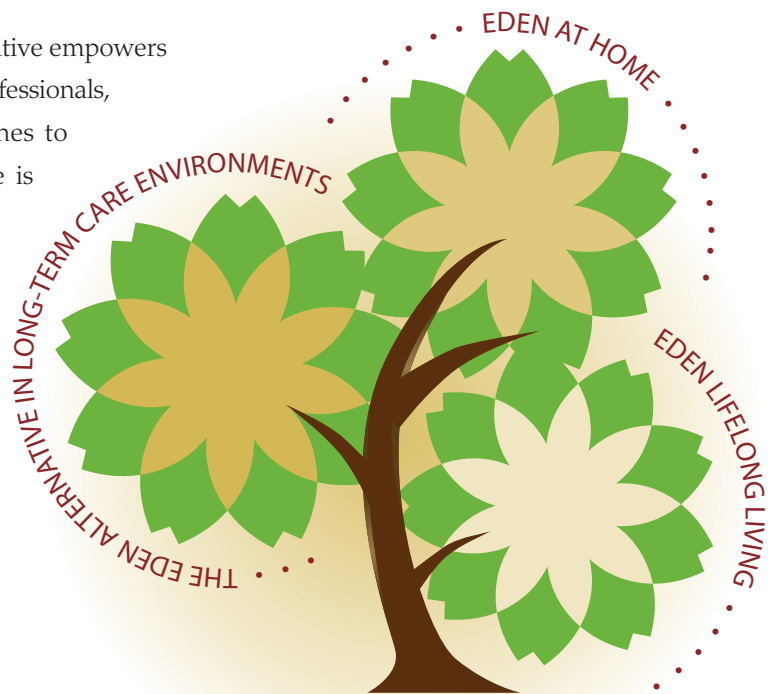 tive empowers
fessionals,
nes to
e is
EDEN AT HOME
THE EDEN ALTERNATIVE IN LONG-TERM CARE ENVIRONMENTS
EDEN LIFELONG LIVING